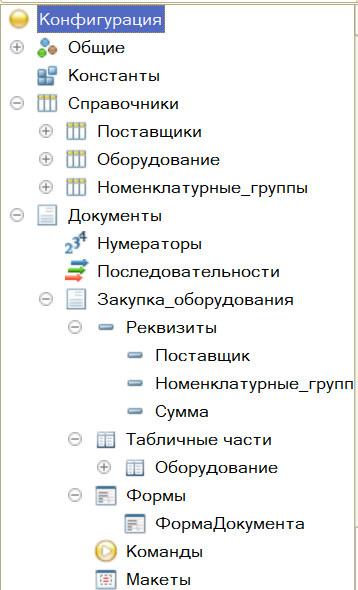 Конфигурация
Общие
Константы
Справочники
Поставщики
Оборудование
Номенклатурные_группы
Документы
Нумераторы
Последовательности
Закупка_оборудования
Реквизиты
Поставщик
Номенклатурные_групп
Сумма
Табличные части
Оборудование
Формы
ФормаДокумента
Команды
Макеты